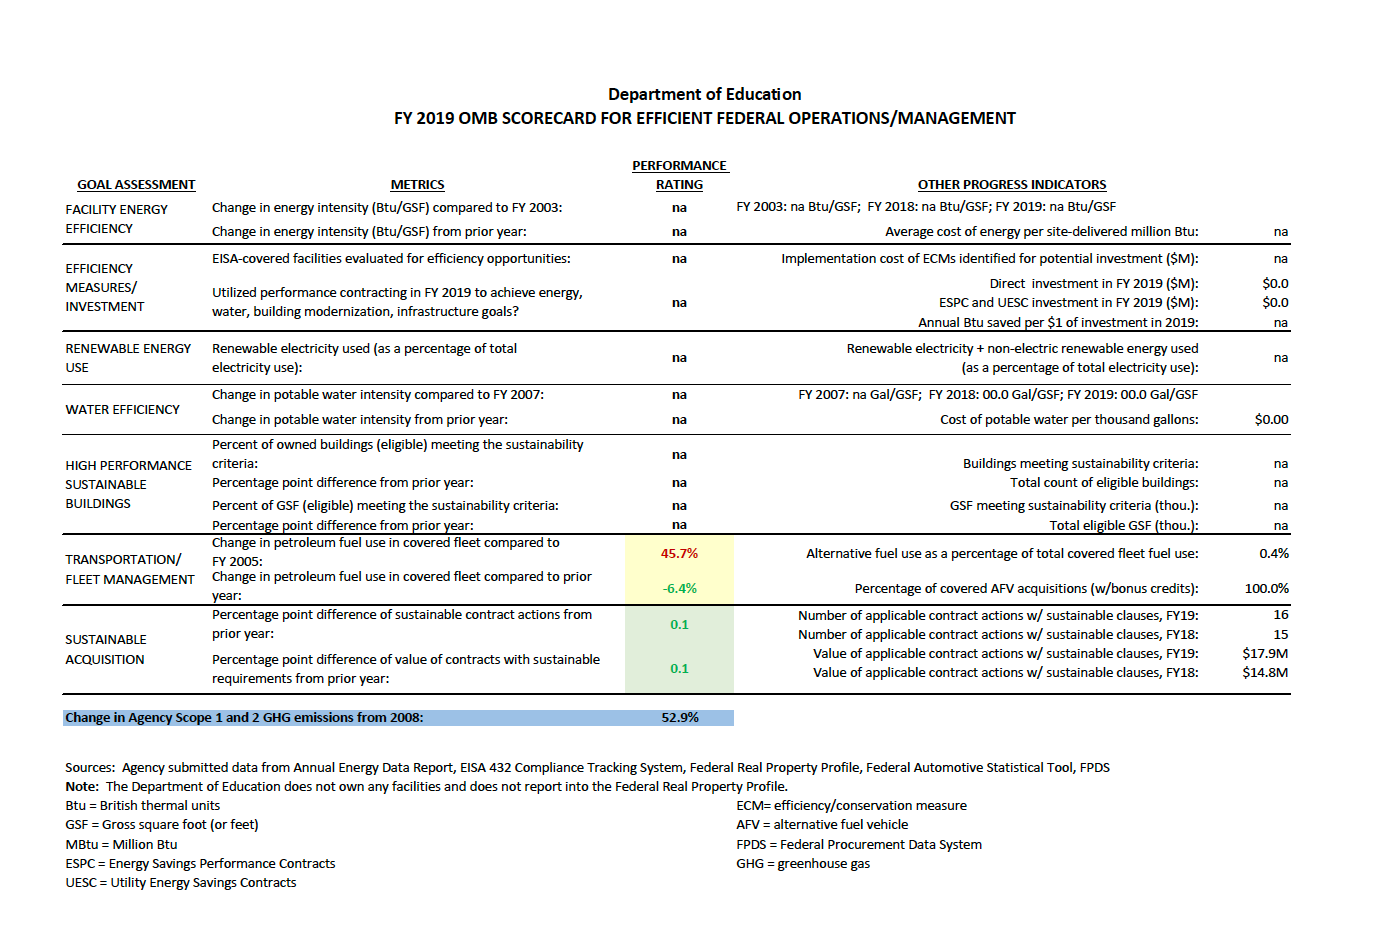 Department of Education
FY 2019 OMB SCORECARD FOR EFFICIENT FEDERAL OPERATIONS/MANAGEMENT
GOAL ASSESSMENT METRICS PERFORMANCE RATING OTHER PROGRESS INDICATORS
FACILITY ENERGY EFFICIENCY
Change in energy intensity (Btu/GSF) compared to FY 2003: na FY 2003: na Btu/GSF; FY 2018: na Btu/GSF; FY 2019: na Btu/GSF
Change in energy intensity (Btu/GSF) from prior year: na Average cost of energy per site-delivered million Btu: na
EFFICIENCY MEASURES/ INVESTMENT
EISA-covered facilities evaluated for efficiency opportunities: na Implementation cost of ECMs identified for potential investment ($M): na
Utilized performance contracting in FY 2019 to achieve energy,
water, building modernization, infrastructure goals? na
Direct investment in FY 2019 ($M): $0.0
ESPC and UESC investment in FY 2019 ($M): $0.0
Annual Btu saved per $1 of investment in 2019: na
RENEWABLE ENERGY USE
Renewable electricity used (as a percentage of total
electricity use): na
Renewable electricity + non-electric renewable energy used
(as a percentage of total electricity use): na
WATER EFFICIENCY
Change in potable water intensity compared to FY 2007: na FY 2007: na Gal/GSF; FY 2018: 00.0 Gal/GSF; FY 2019: 00.0 Gal/GSF
Change in potable water intensity from prior year: na Cost of potable water per thousand gallons: $0.00
HIGH PERFORMANCE SUSTAINABLE BUILDINGS
Percent of owned buildings (eligible) meeting the sustainability
criteria: na Buildings meeting sustainability criteria: na
Percentage point difference from prior year: na Total count of eligible buildings: na
Percent of GSF (eligible) meeting the sustainability criteria: na GSF meeting sustainability criteria (thou.): na
Percentage point difference from prior year: na Total eligible GSF (thou.): na
TRANSPORTATION/ FLEET MANAGEMENT
Change in petroleum fuel use in covered fleet compared to
FY 2005: 45.7% Alternative fuel use as a percentage of total covered fleet fuel use: 0.4%
Change in petroleum fuel use in covered fleet compared to prior
year: -6.4% Percentage of covered AFV acquisitions (w/bonus credits): 100.0%
SUSTAINABLE ACQUISITION
Percentage point difference of sustainable contract actions from
prior year: 0.1
Number of applicable contract actions w/ sustainable clauses, FY19: 16
Number of applicable contract actions w/ sustainable clauses, FY18: 15
Percentage point difference of value of contracts with sustainable
requirements from prior year: 0.1
Value of applicable contract actions w/ sustainable clauses, FY19: $17.9M
Value of applicable contract actions w/ sustainable clauses, FY18: $14.8M
Change in Agency Scope 1 and 2 GHG emissions from 2008: 52.9%
Sources: Agency submitted data from Annual Energy Data Report, EISA 432 Compliance Tracking System, Federal Real Property Profile, Federal Automotive Statistical Tool, FPDS
Note: The Department of Education does not own any facilities and does not report into the Federal Real Property Profile.
Btu = British thermal units
GSF = Gross square foot (or feet)
MBtu = Million Btu
ESPC = Energy Savings Performance Contracts
UESC = Utility Energy Savings Contracts
ECM= efficiency/conservation measure
AFV = alternative fuel vehicle
FPDS = Federal Procurement Data System
GHG = greenhouse gas